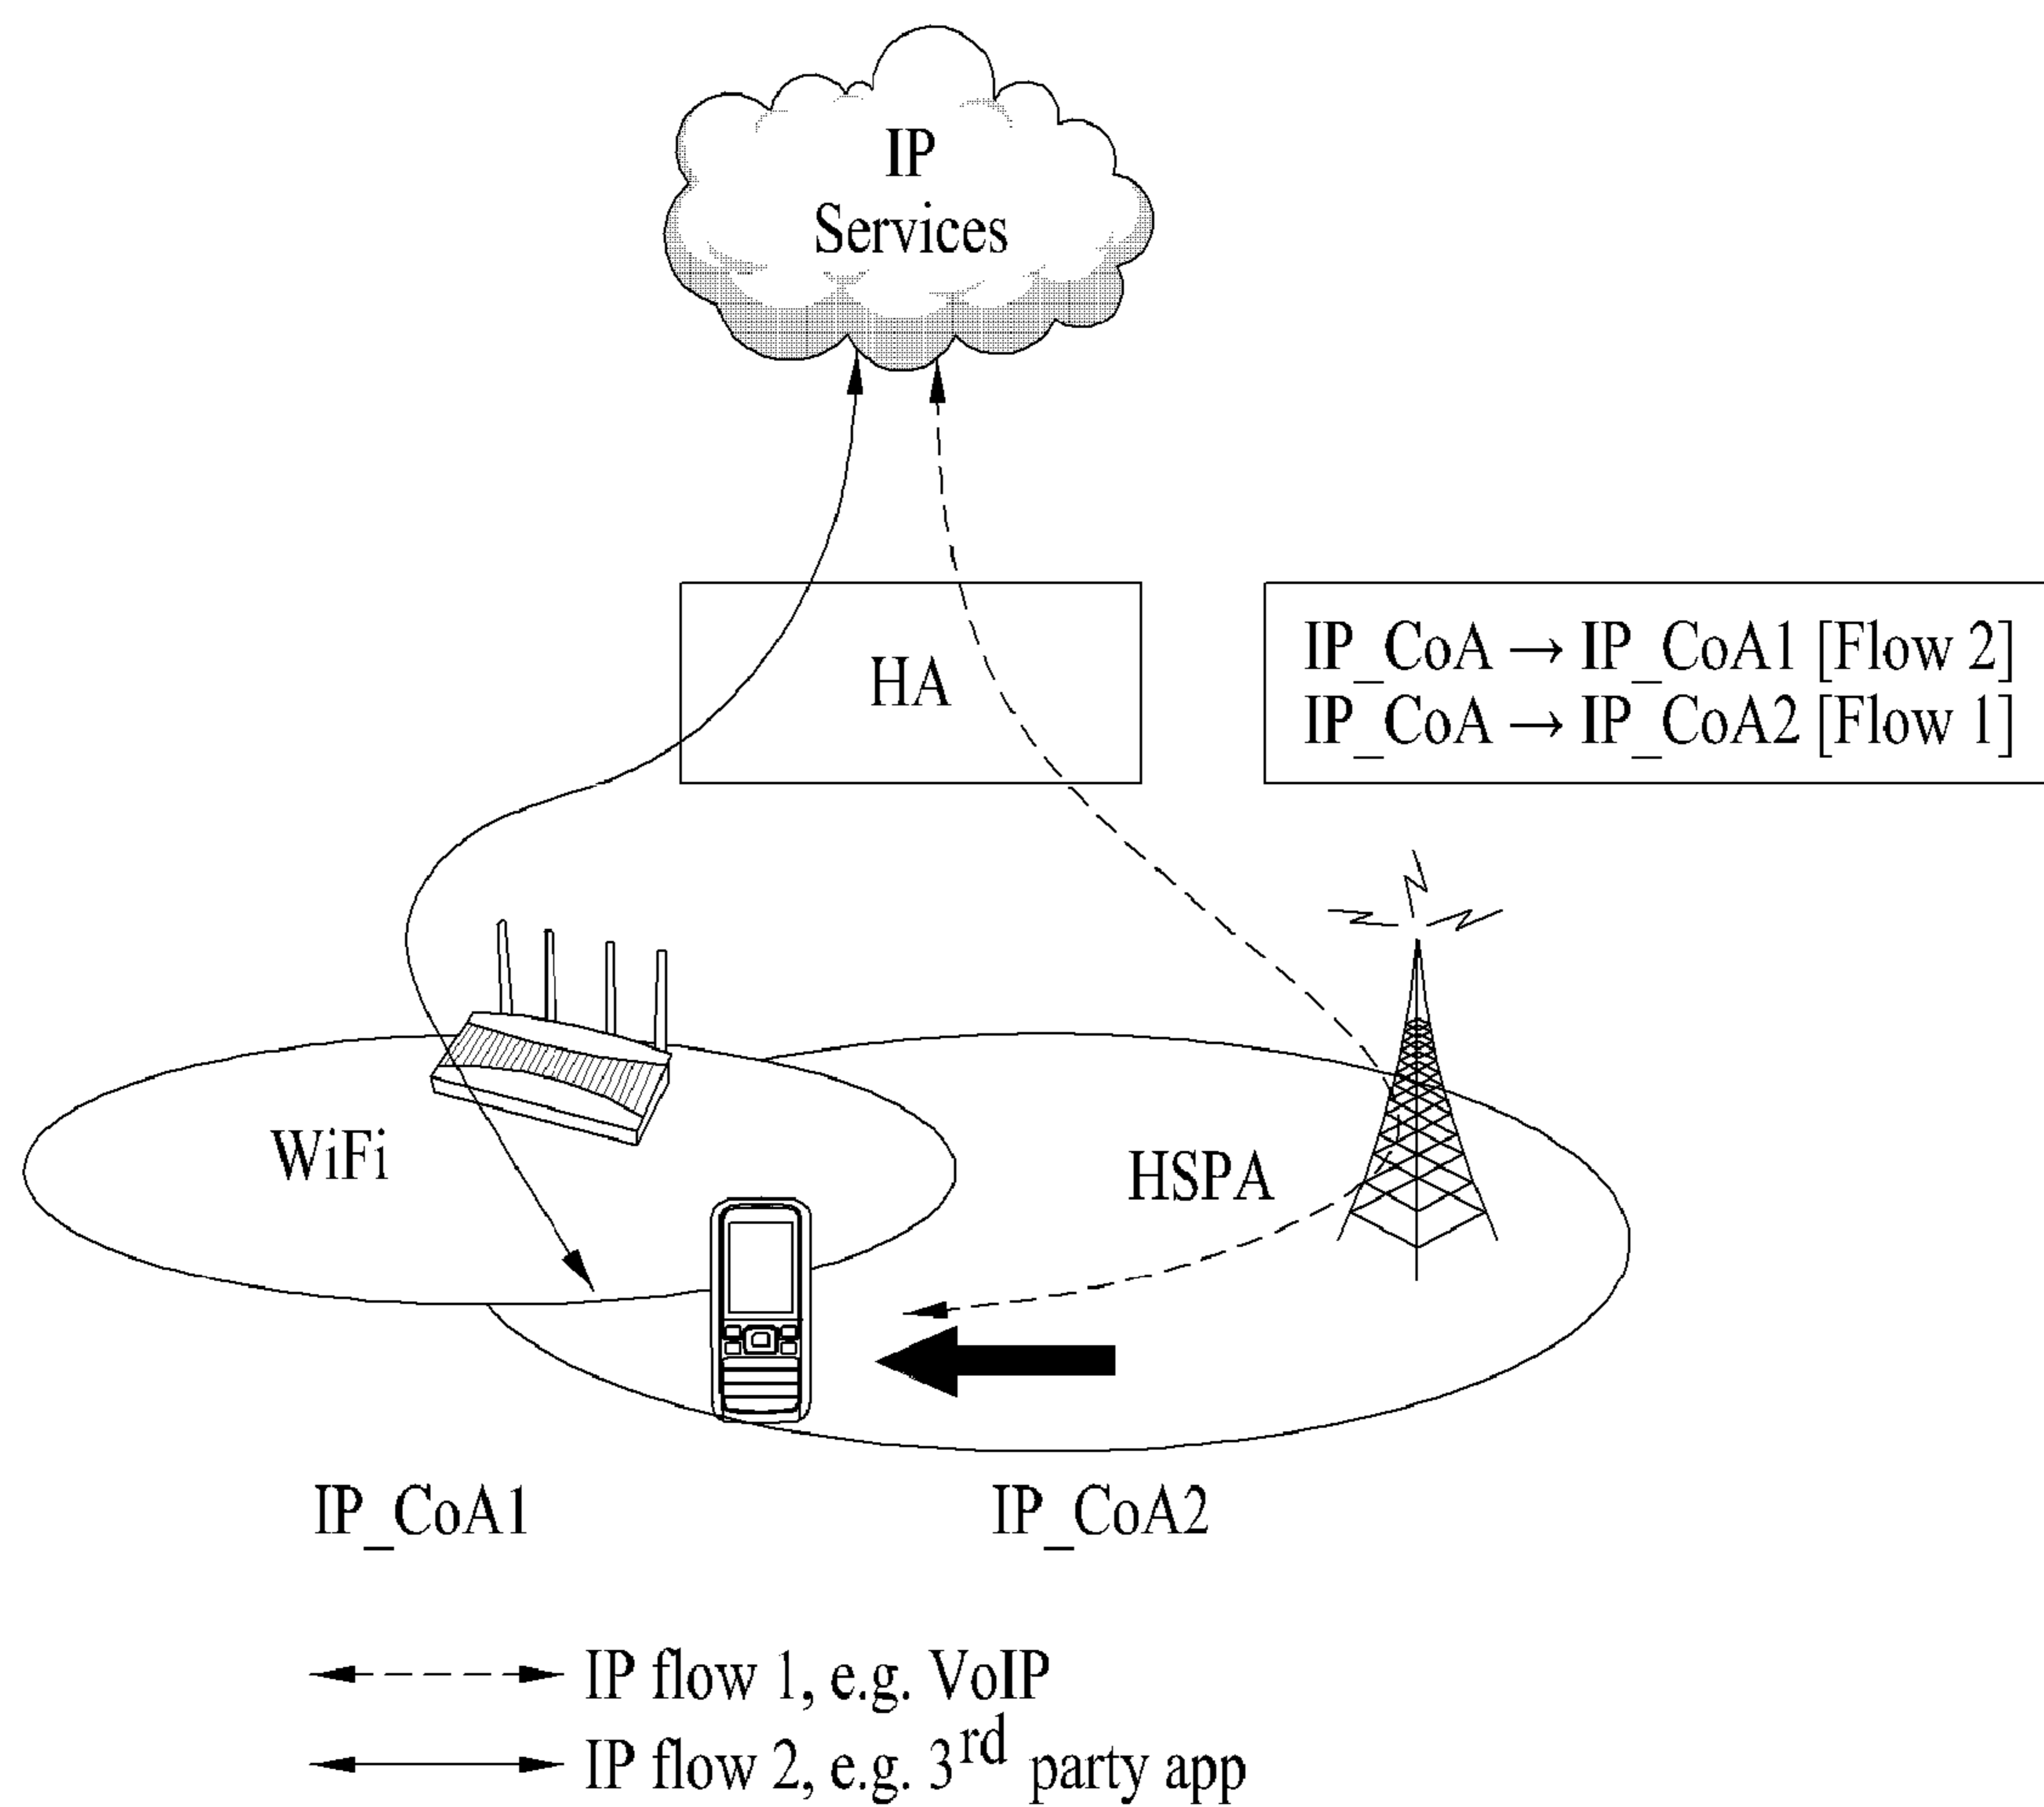 IP
Services
HA
IP_CoA → IP_CoA1 [Flow 2]
IP_CoA → IP_CoA2 [Flow 1]
WiFi
HSPA
IP_CoA1
IP_CoA2
IP flow 1, e.g. VoIP
IP flow 2, e.g. 3rd party app